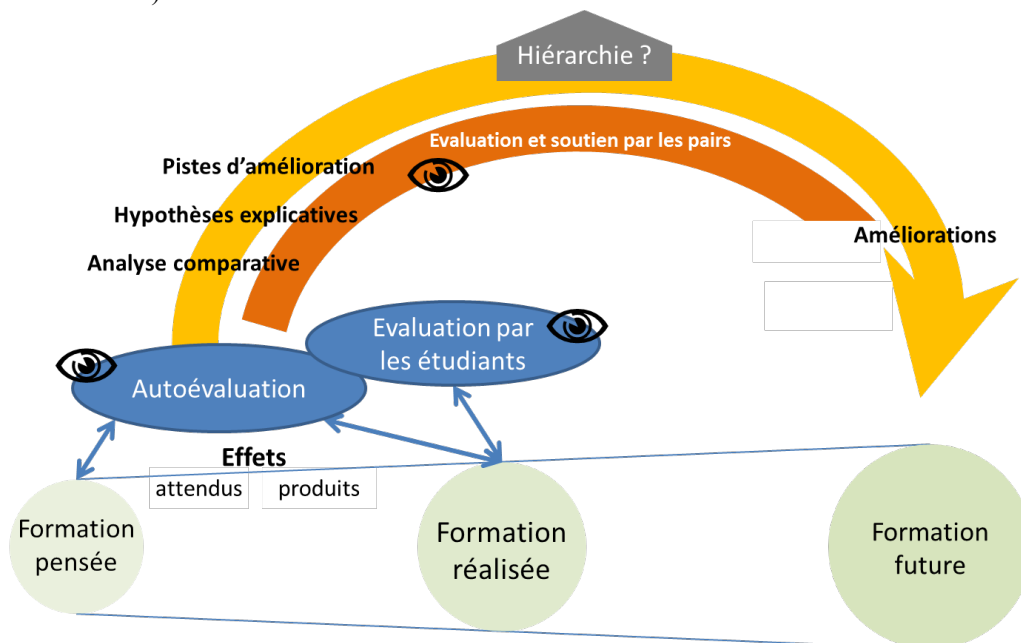 )
Hiérarchie ?
Evaluation et soutien par les pairs
Pistes d’amélioration
Hypothèses explicatives
Analyse comparative
Améliorations
Evaluation par
les étudiants
Autoévaluation
Effets
attendus
produits
Formation
pensée
Formation
réalisée
Formation
future